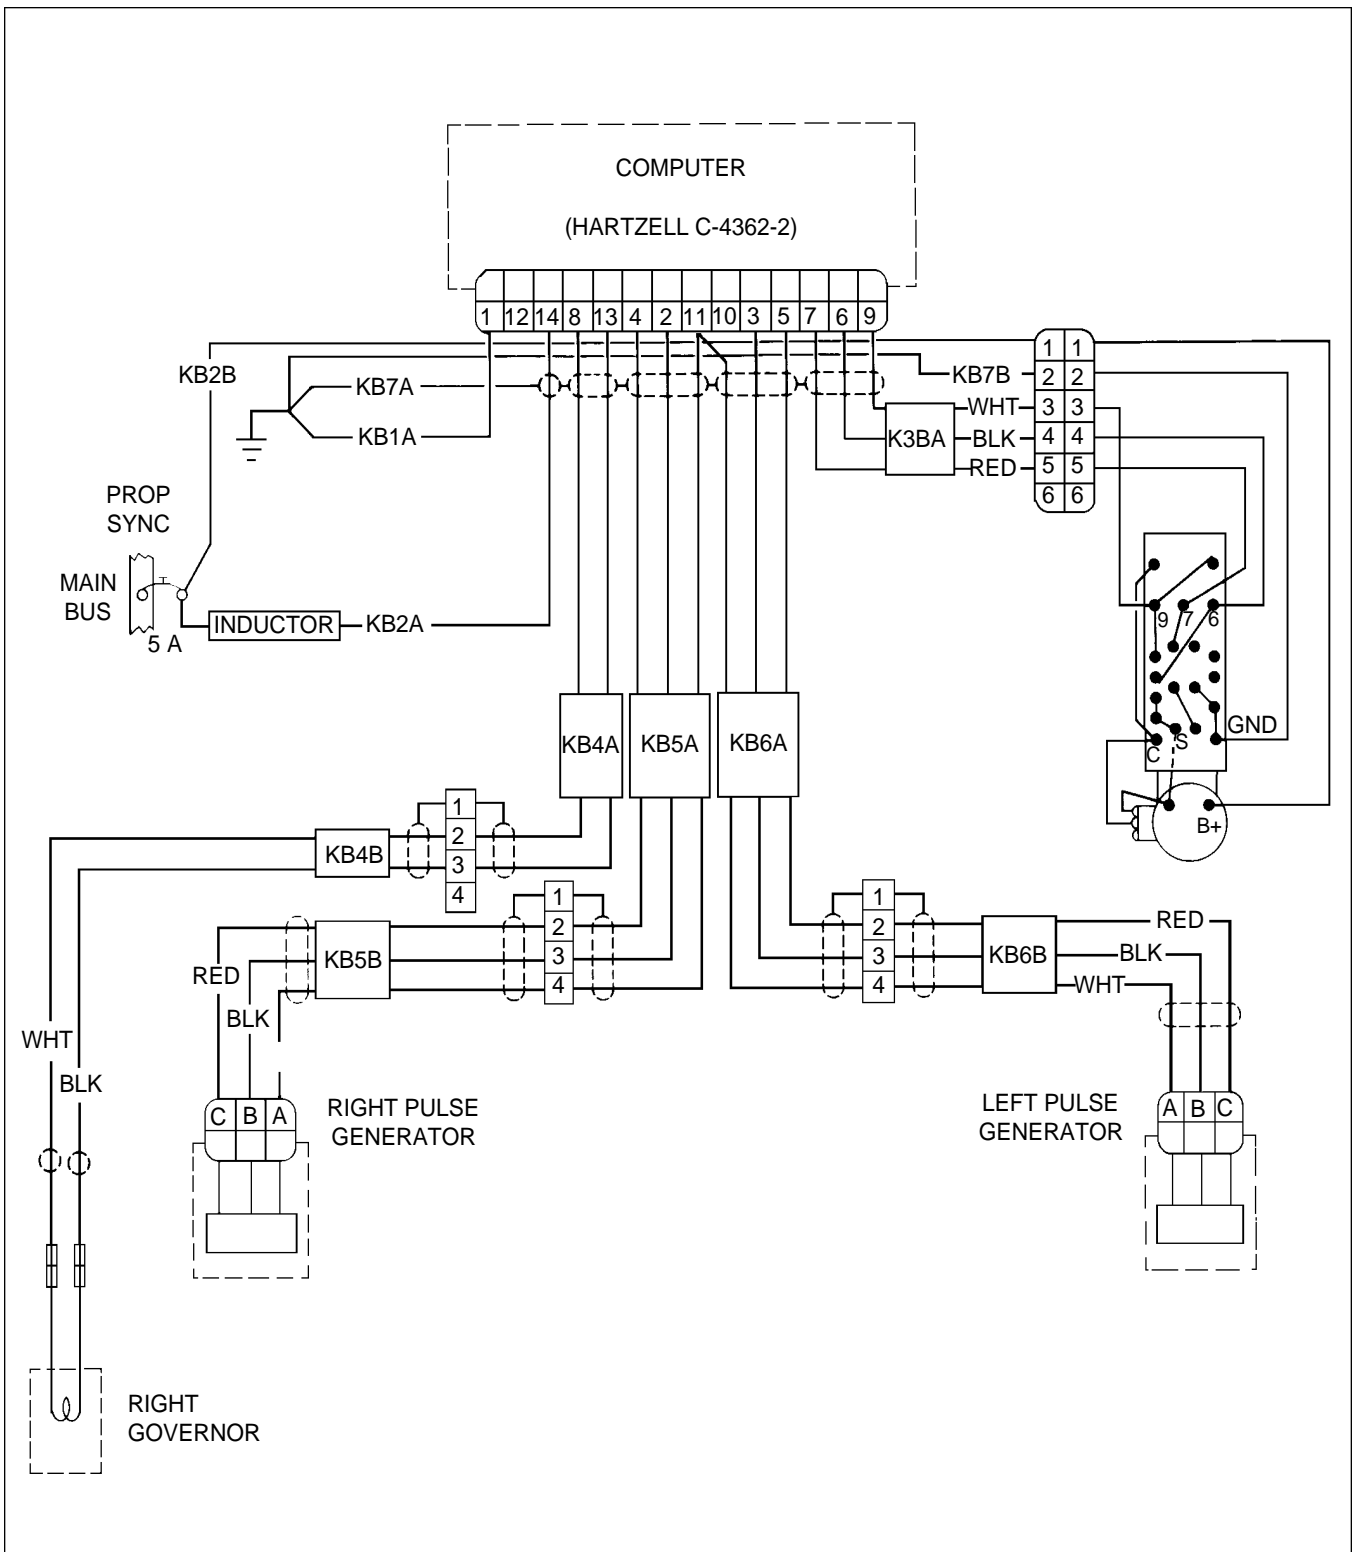 COMPUTER
(HARTZELL C-4362-2)
1 12 14 8 13 4 2 11 10 3 5 7 6 9
KB2B
KB7A
KB1A
KB7B
WHT
K3BA
BLK
RED
1 1
2 2
3 3
4 4
5 5
6 6
PROP
SYNC
MAIN
BUS
5 A
INDUCTOR
KB2A
9 7 6
GND
C S
B+
KB4A
KB5A
KB6A
KB4B
1
2
3
4
KB5B
1
2
3
4
1
2
3
4
KB6B
RED
BLK
WHT
RED
BLK
WHT
BLK
C B A
RIGHT PULSE
GENERATOR
LEFT PULSE
GENERATOR
A B C
RIGHT
GOVERNOR